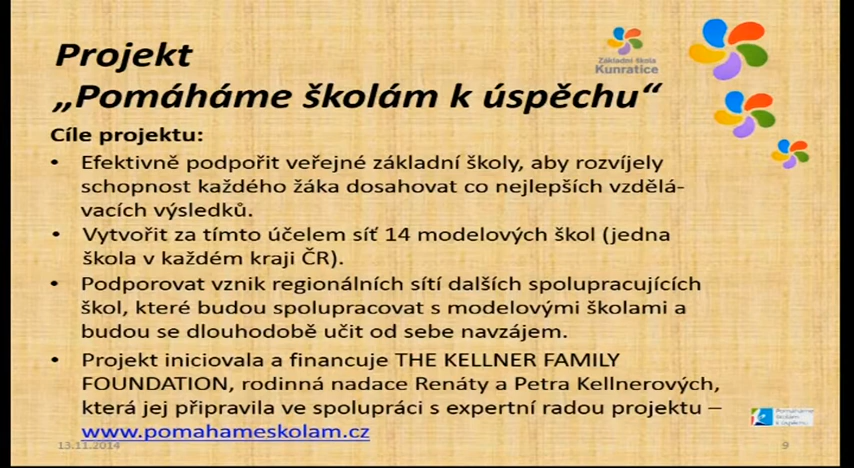 Projekt
„Pomáháme školám k úspěchu“
Základní škola
Kunratice
Cíle projektu:
• Efektivně podpořit veřejné základní školy, aby rozvíjely
schopnost každého žáka dosahovat co nejlepších vzdělá-
vacích výsledků.
• Vytvořit za tímto účelem síť 14 modelových škol (jedna
škola v každém kraji ČR).
• Podporovat vznik regionálních sítí dalších spolupracujících
škol, které budou spolupracovat s modelovými školami a
budou se dlouhodobě učit od sebe navzájem.
• Projekt iniciovala a financuje THE KELLNER FAMILY
FOUNDATION, rodinná nadace Renáty a Petra Kellnerových,
která jej připravila ve spolupráci s expertní radou projektu –
www.pomahameskolam.cz
Pomáháme
školám
k úspěchu
13.11.2014
9